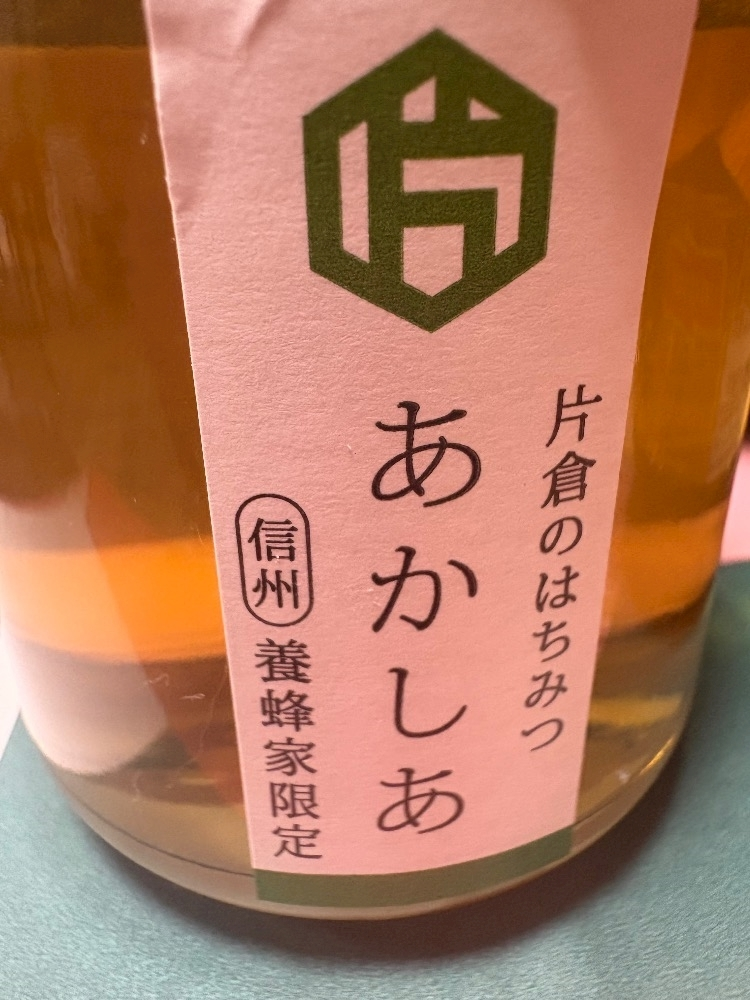 片倉のはちみつ
あかしあ
信州
養蜂家限定